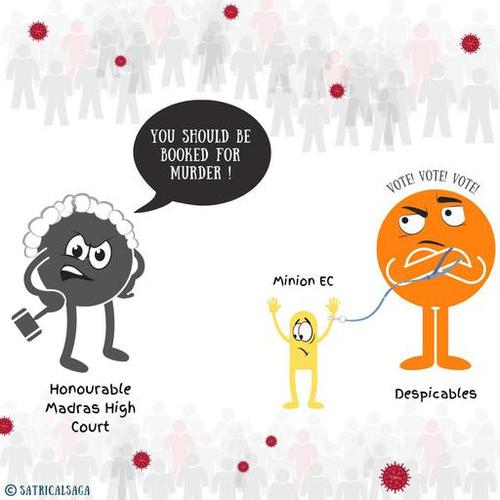 YOU SHOULD BE
BOOKED FOR
MURDER !
VOTE! VOTE! VOTE!
Minion EC
Honourable
Madras High
Court
Despicables
© SATRICALSAGA